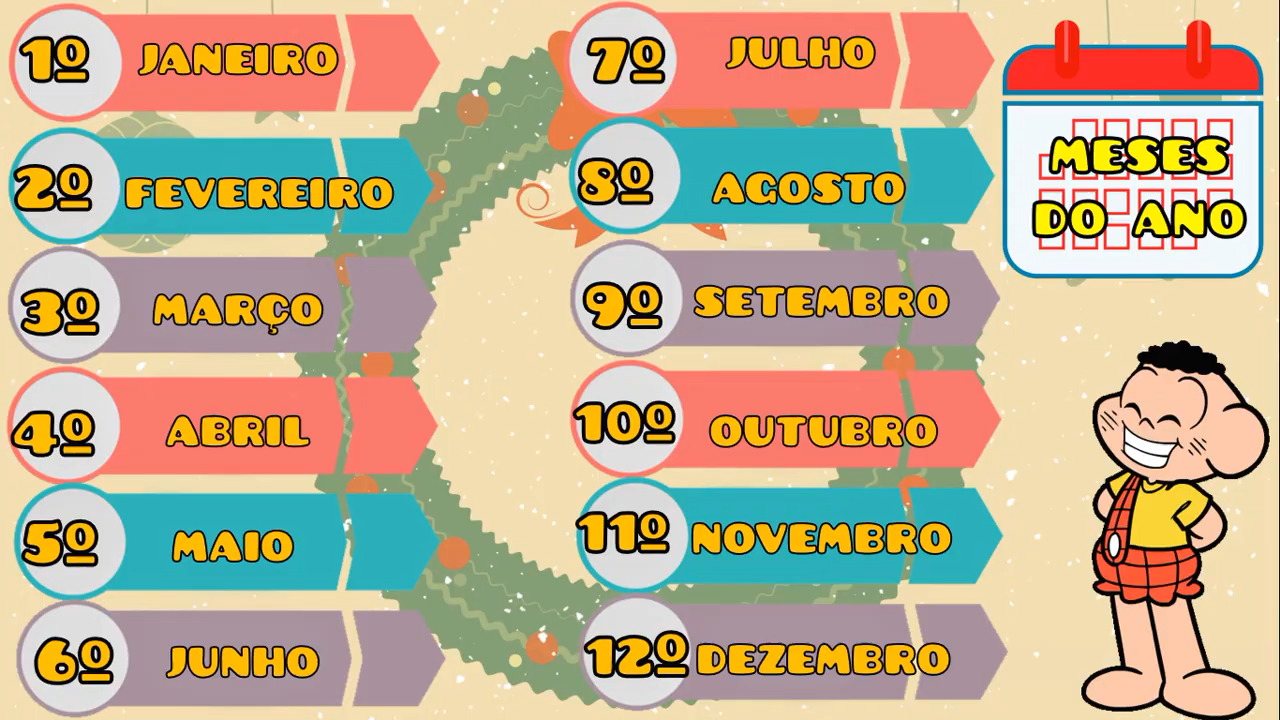 1º JANEIRO
2º FEVEREIRO
3º MARÇO
4º ABRIL
5º MAIO
6º JUNHO
7º JULHO
8º AGOSTO
9º SETEMBRO
10º OUTUBRO
11º NOVEMBRO
12º DEZEMBRO
MESES
DO ANO